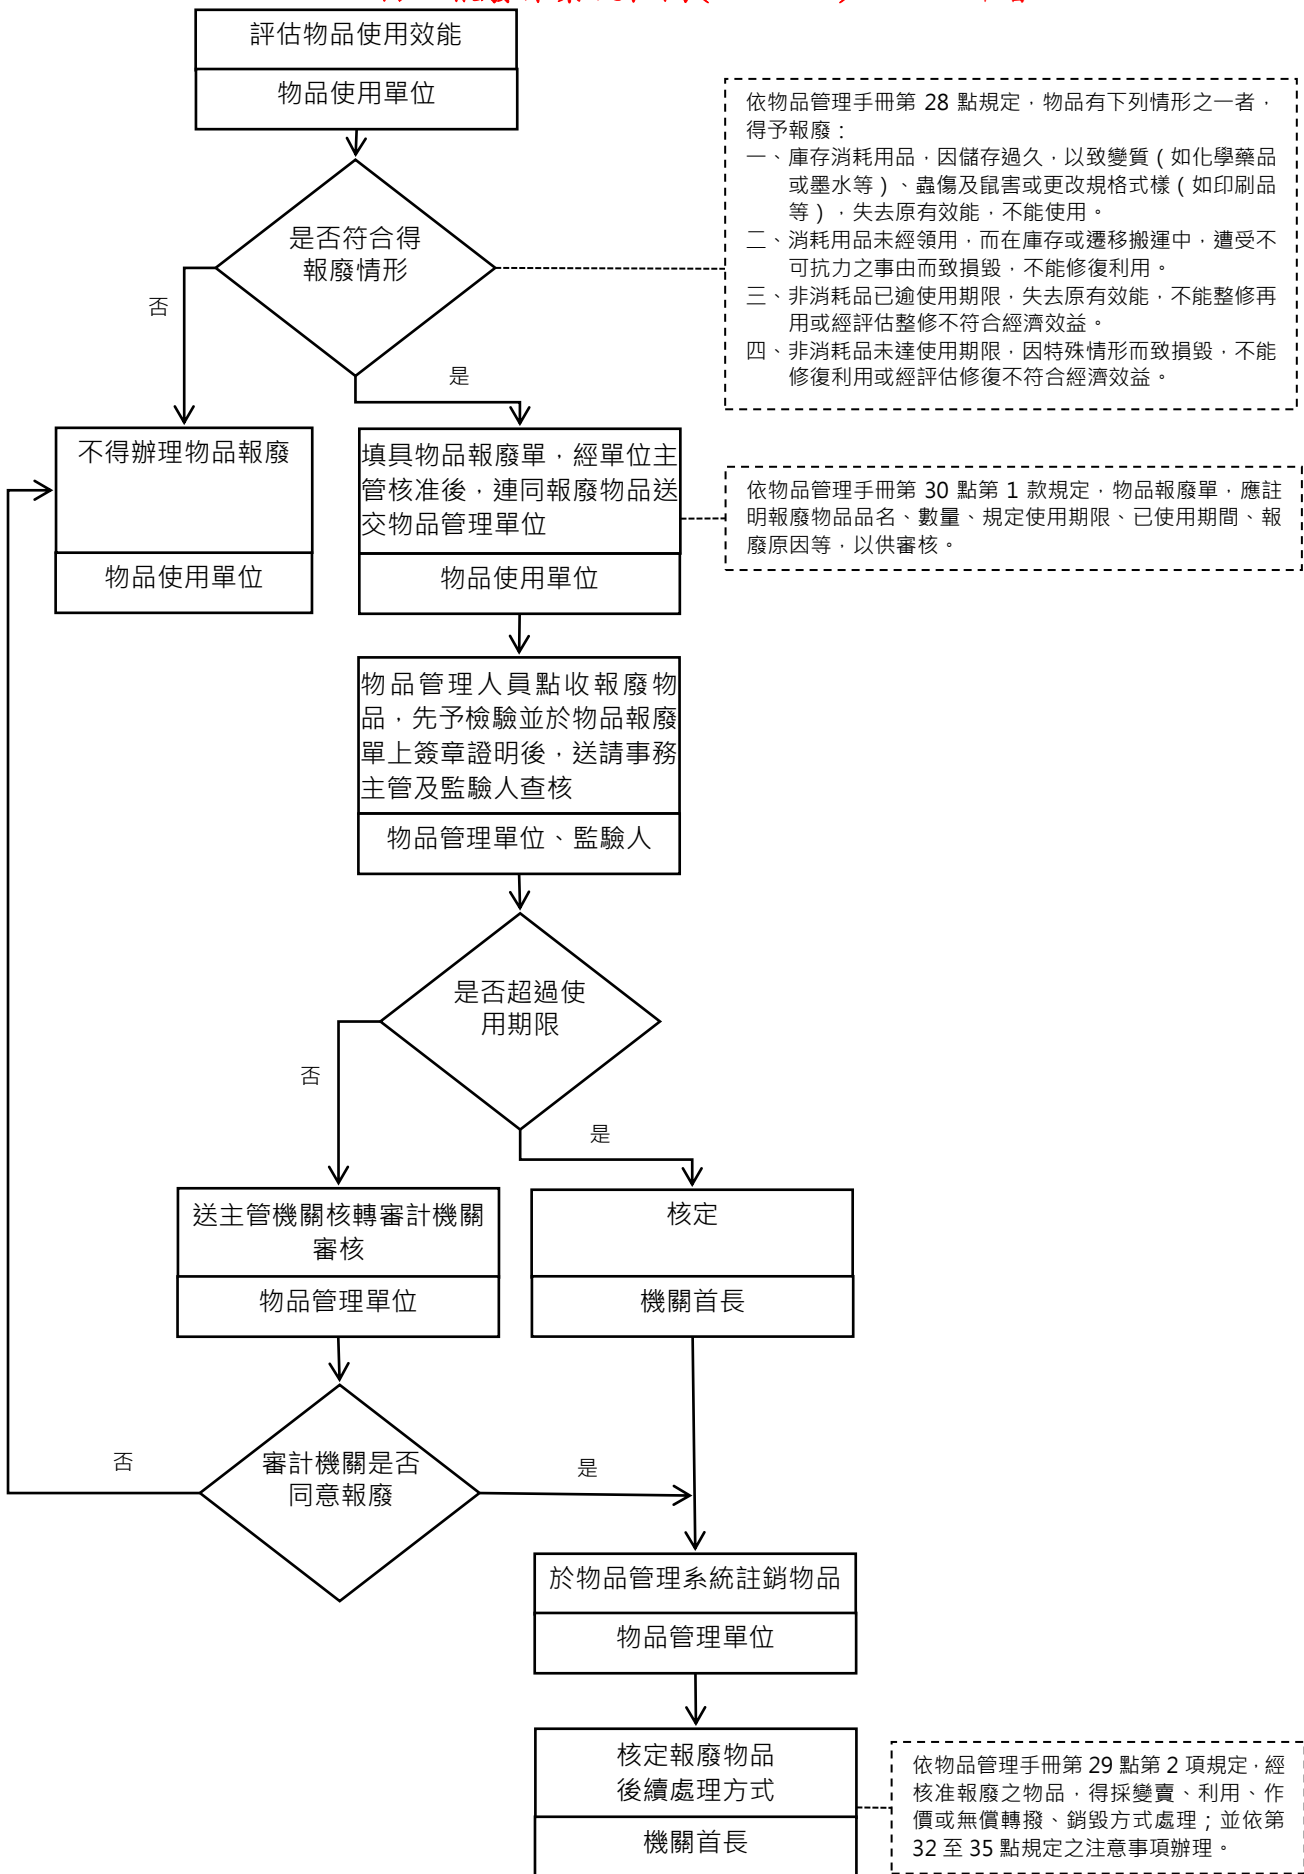 評估物品使用效能
物品使用單位
依物品管理手冊第 28 點規定，物品有下列情形之一者，
得予報廢：
一、庫存消耗用品，因儲存過久，以致變質（如化學藥品
或墨水等）、蟲傷及鼠害或更改規格式樣（如印刷品
等），失去原有效能，不能使用。
二、消耗用品未經領用，而在庫存或遷移搬運中，遭受不
可抗力之事由而致損毀，不能修復利用。
三、非消耗品已逾使用期限，失去原有效能，不能整修再
用或經評估整修不符合經濟效益。
四、非消耗品未達使用期限，因特殊情形而致損毀，不能
修復利用或經評估修復不符合經濟效益。
是否符合得
報廢情形
否
是
不得辦理物品報廢
物品使用單位
填具物品報廢單，經單位主
管核准後，連同報廢物品送
交物品管理單位
物品使用單位
依物品管理手冊第 30 點第 1 款規定，物品報廢單，應註
明報廢物品品名、數量、規定使用期限、已使用期間、報
廢原因等，以供審核。
物品管理人員點收報廢物
品，先予檢驗並於物品報廢
單上簽章證明後，送請事務
主管及監驗人查核
物品管理單位、監驗人
是否超過使
用期限
否
是
送主管機關核轉審計機關
審核
物品管理單位
核定
機關首長
審計機關是否
同意報廢
否
是
於物品管理系統註銷物品
物品管理單位
核定報廢物品
後續處理方式
機關首長
依物品管理手冊第 29 點第 2 項規定，經
核准報廢之物品，得採變賣、利用、作
價或無償轉撥、銷毀方式處理；並依第
32 至 35 點規定之注意事項辦理。